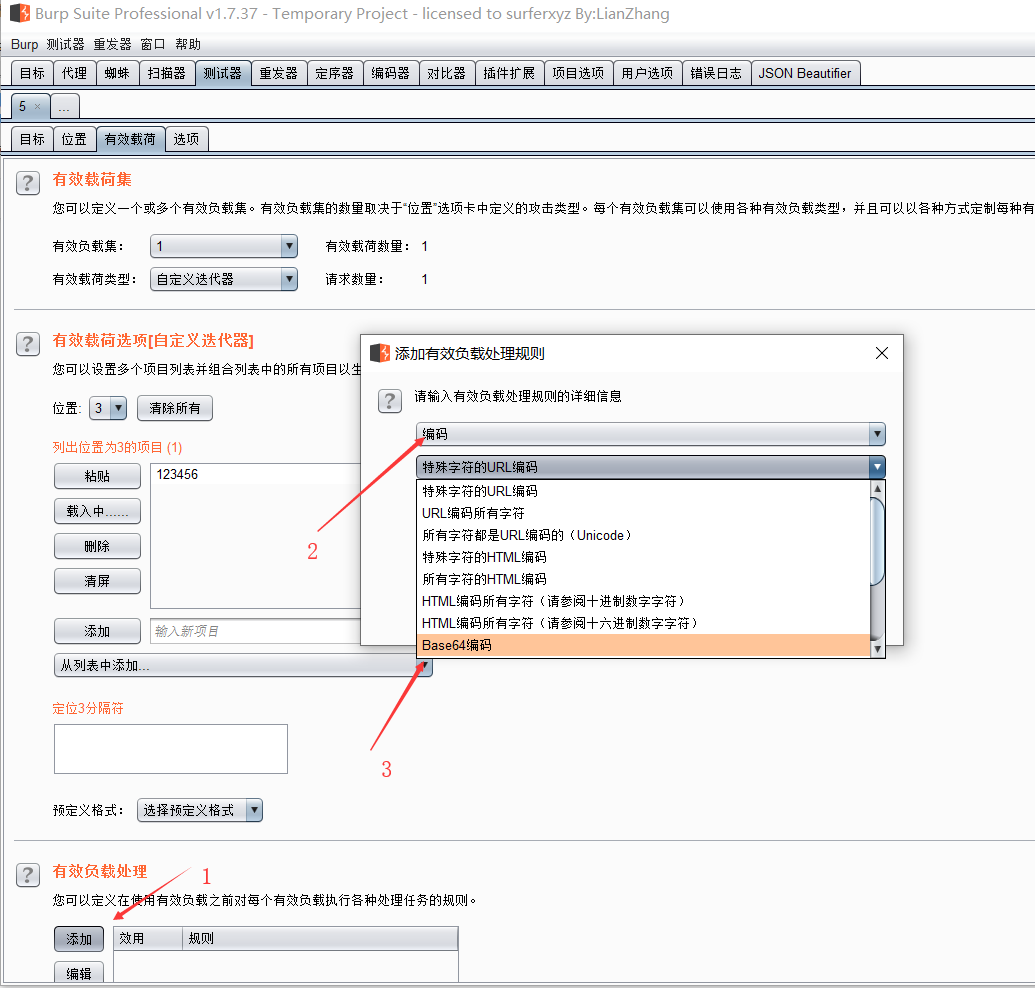 Burp Suite Professional v1.7.37 - Temporary Project - licensed to surferxyz By:LianZhang
Burp 测试器 重发器 窗口 帮助
目标 代理 蜘蛛 扫描器 测试器 重发器 定序器 编码器 对比器 插件扩展 项目选项 用户选项 错误日志 JSON Beautifier
5 × ...
目标 位置 有效载荷 选项
? 有效载荷集
您可以定义一个或多个有效负载集。有效负载集的数量取决于“位置”选项卡中定义的攻击类型。每个有效负载集可以使用各种有效负载类型，并且可以以各种方式定制每种有
有效负载集： 1 有效载荷数量： 1
有效载荷类型： 自定义迭代器 请求数量： 1
? 有效载荷选项[自定义迭代器]
您可以设置多个项目列表并组合列表中的所有项目以生
位置: 3 清除所有
列出位置为3的项目 (1)
粘贴 123456
载入中......
删除
清屏
添加 输入新项目
从列表中添加...
定位3分隔符
预定义格式： 选择预定义格式
添加有效负载处理规则
? 请输入有效负载处理规则的详细信息
编码
特殊字符的URL编码
特殊字符的URL编码
URL编码所有字符
所有字符都是URL编码的（Unicode）
特殊字符的HTML编码
所有字符的HTML编码
HTML编码所有字符（请参阅十进制数字字符）
HTML编码所有字符（请参阅十六进制数字字符）
Base64编码
2
3
? 有效负载处理 1
您可以定义在使用有效负载之前对每个有效负载执行各种处理任务的规则。
添加 效用 规则
编辑